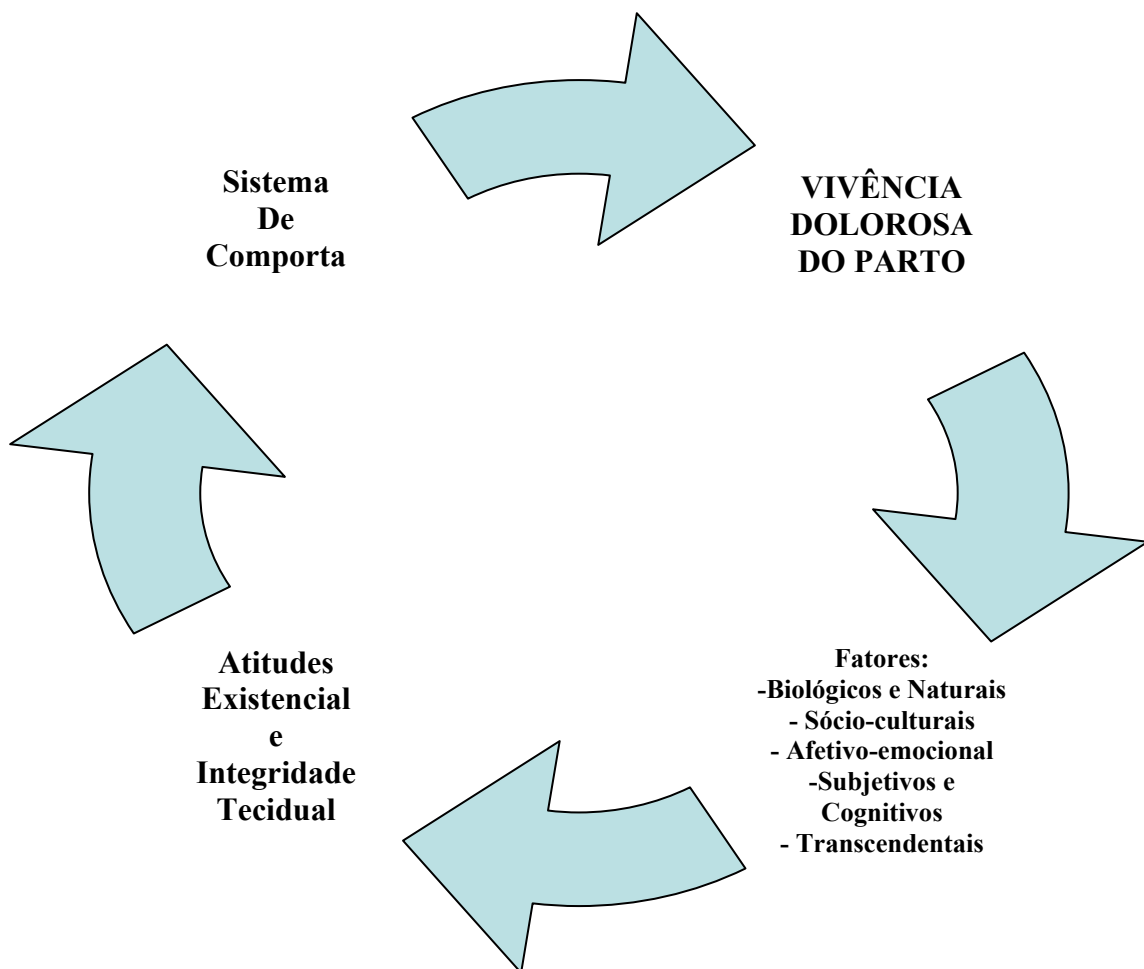 Sistema
De
Comporta
VIVÊNCIA
DOLOROSA
DO PARTO
Fatores:
-Biológicos e Naturais
- Sócio-culturais
- Afetivo-emocional
-Subjetivos e
Cognitivos
- Transcendentais
Atitudes
Existencial
e
Integridade
Tecidual